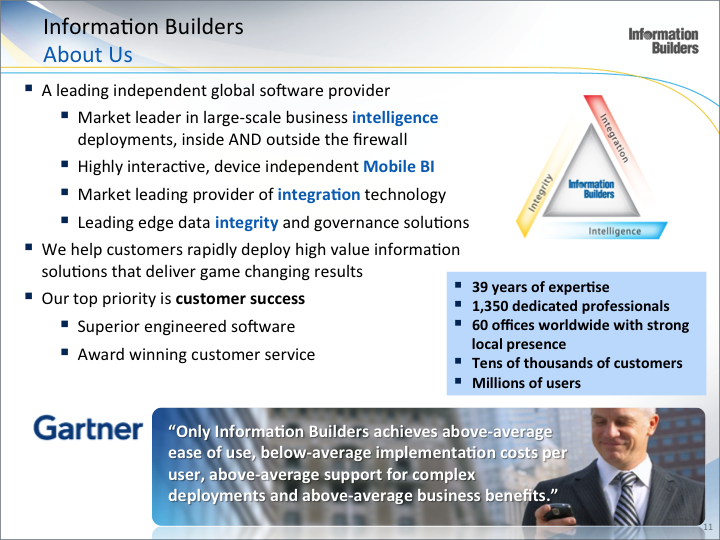 Information Builders
About Us
Information
Builders
▪ A leading independent global software provider
▪ Market leader in large-scale business intelligence
deployments, inside AND outside the firewall
▪ Highly interactive, device independent Mobile BI
▪ Market leading provider of integration technology
▪ Leading edge data integrity and governance solutions
▪ We help customers rapidly deploy high value information
solutions that deliver game changing results
▪ Our top priority is customer success
▪ Superior engineered software
▪ Award winning customer service
Integrity
Integration
Information
Builders
Intelligence
▪ 39 years of expertise
▪ 1,350 dedicated professionals
▪ 60 offices worldwide with strong
local presence
▪ Tens of thousands of customers
▪ Millions of users
Gartner
“Only Information Builders achieves above-average
ease of use, below-average implementation costs per
user, above-average support for complex
deployments and above-average business benefits.”
11